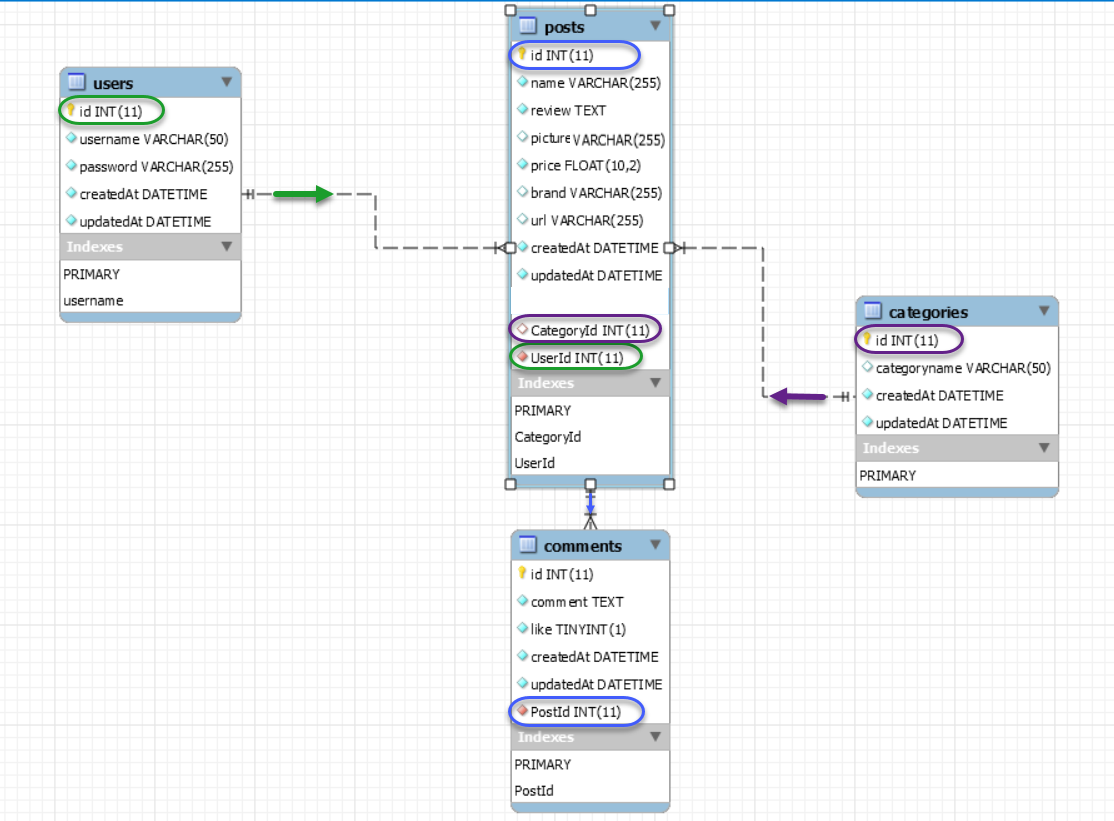 users
id INT(11)
username VARCHAR(50)
password VARCHAR(255)
createdAt DATETIME
updatedAt DATETIME
Indexes
PRIMARY
username
posts
id INT(11)
name VARCHAR(255)
review TEXT
picture VARCHAR(255)
price FLOAT(10,2)
brand VARCHAR(255)
url VARCHAR(255)
createdAt DATETIME
updatedAt DATETIME
CategoryId INT(11)
UserId INT(11)
Indexes
PRIMARY
CategoryId
UserId
categories
id INT(11)
categoryname VARCHAR(50)
createdAt DATETIME
updatedAt DATETIME
Indexes
PRIMARY
comments
id INT(11)
comment TEXT
like TINYINT(1)
createdAt DATETIME
updatedAt DATETIME
PostId INT(11)
Indexes
PRIMARY
PostId